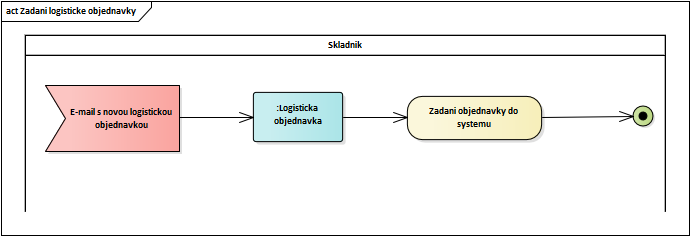 act Zadani logisticke objednavky
Skladnik
E-mail s novou logistickou
objednavkou
:Logisticka
objednavka
Zadani objednavky do
systemu